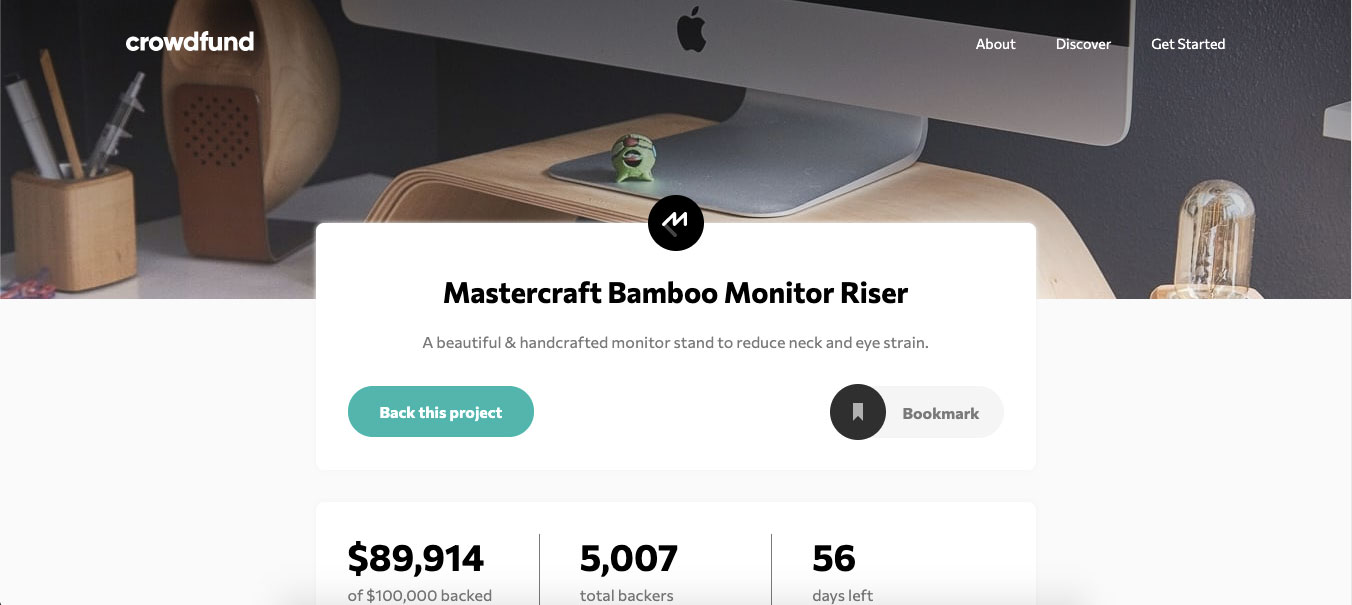 crowdfund
About
Discover
Get Started
Mastercraft Bamboo Monitor Riser
A beautiful & handcrafted monitor stand to reduce neck and eye strain.
Back this project
Bookmark
$89,914
5,007
56
of $100,000 backed
total backers
days left